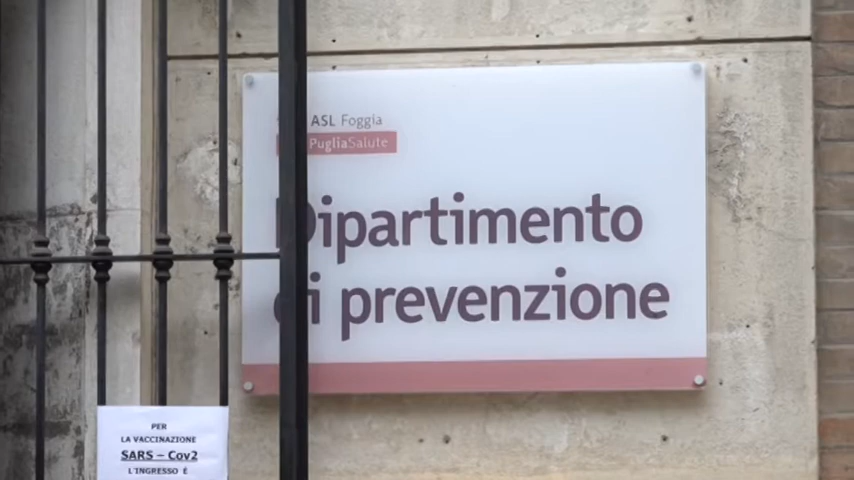 ASL Foggia
PugliaSalute
Dipartimento
di prevenzione
PER
LA VACCINAZIONE
SARS – Cov2
L'INGRESSO È